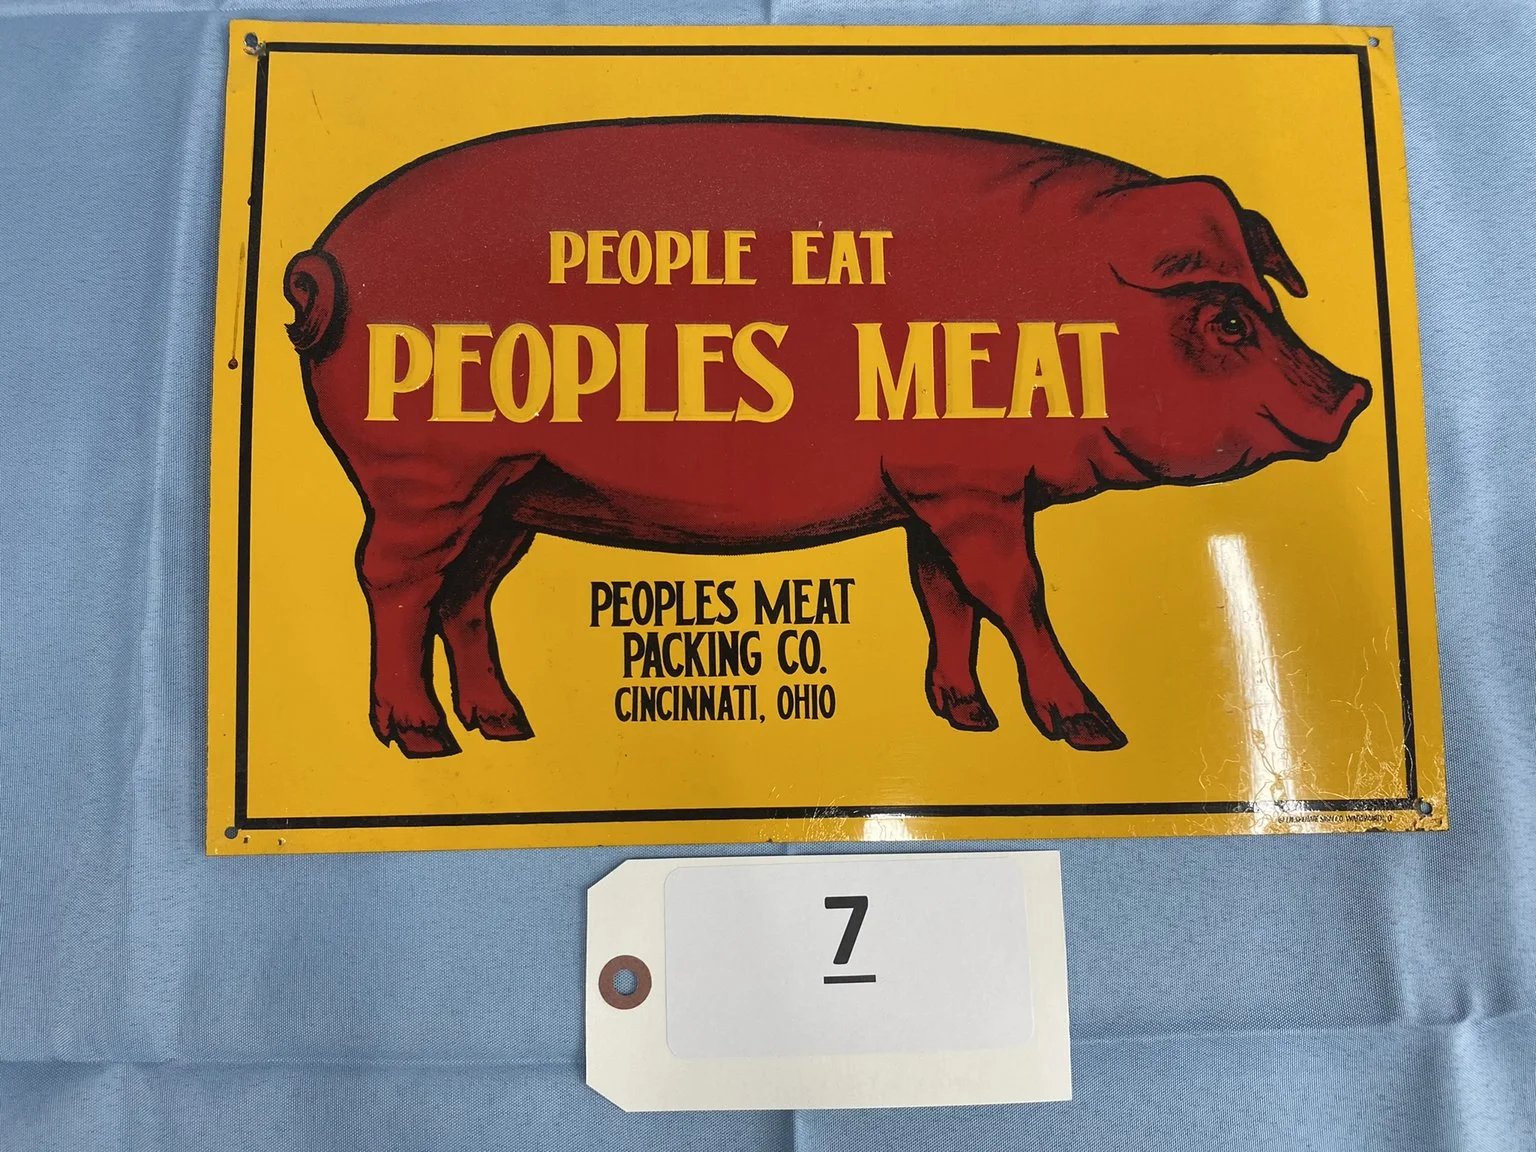 PEOPLE EAT
PEOPLES MEAT
PEOPLES MEAT
PACKING CO.
CINCINNATI, OHIO
7